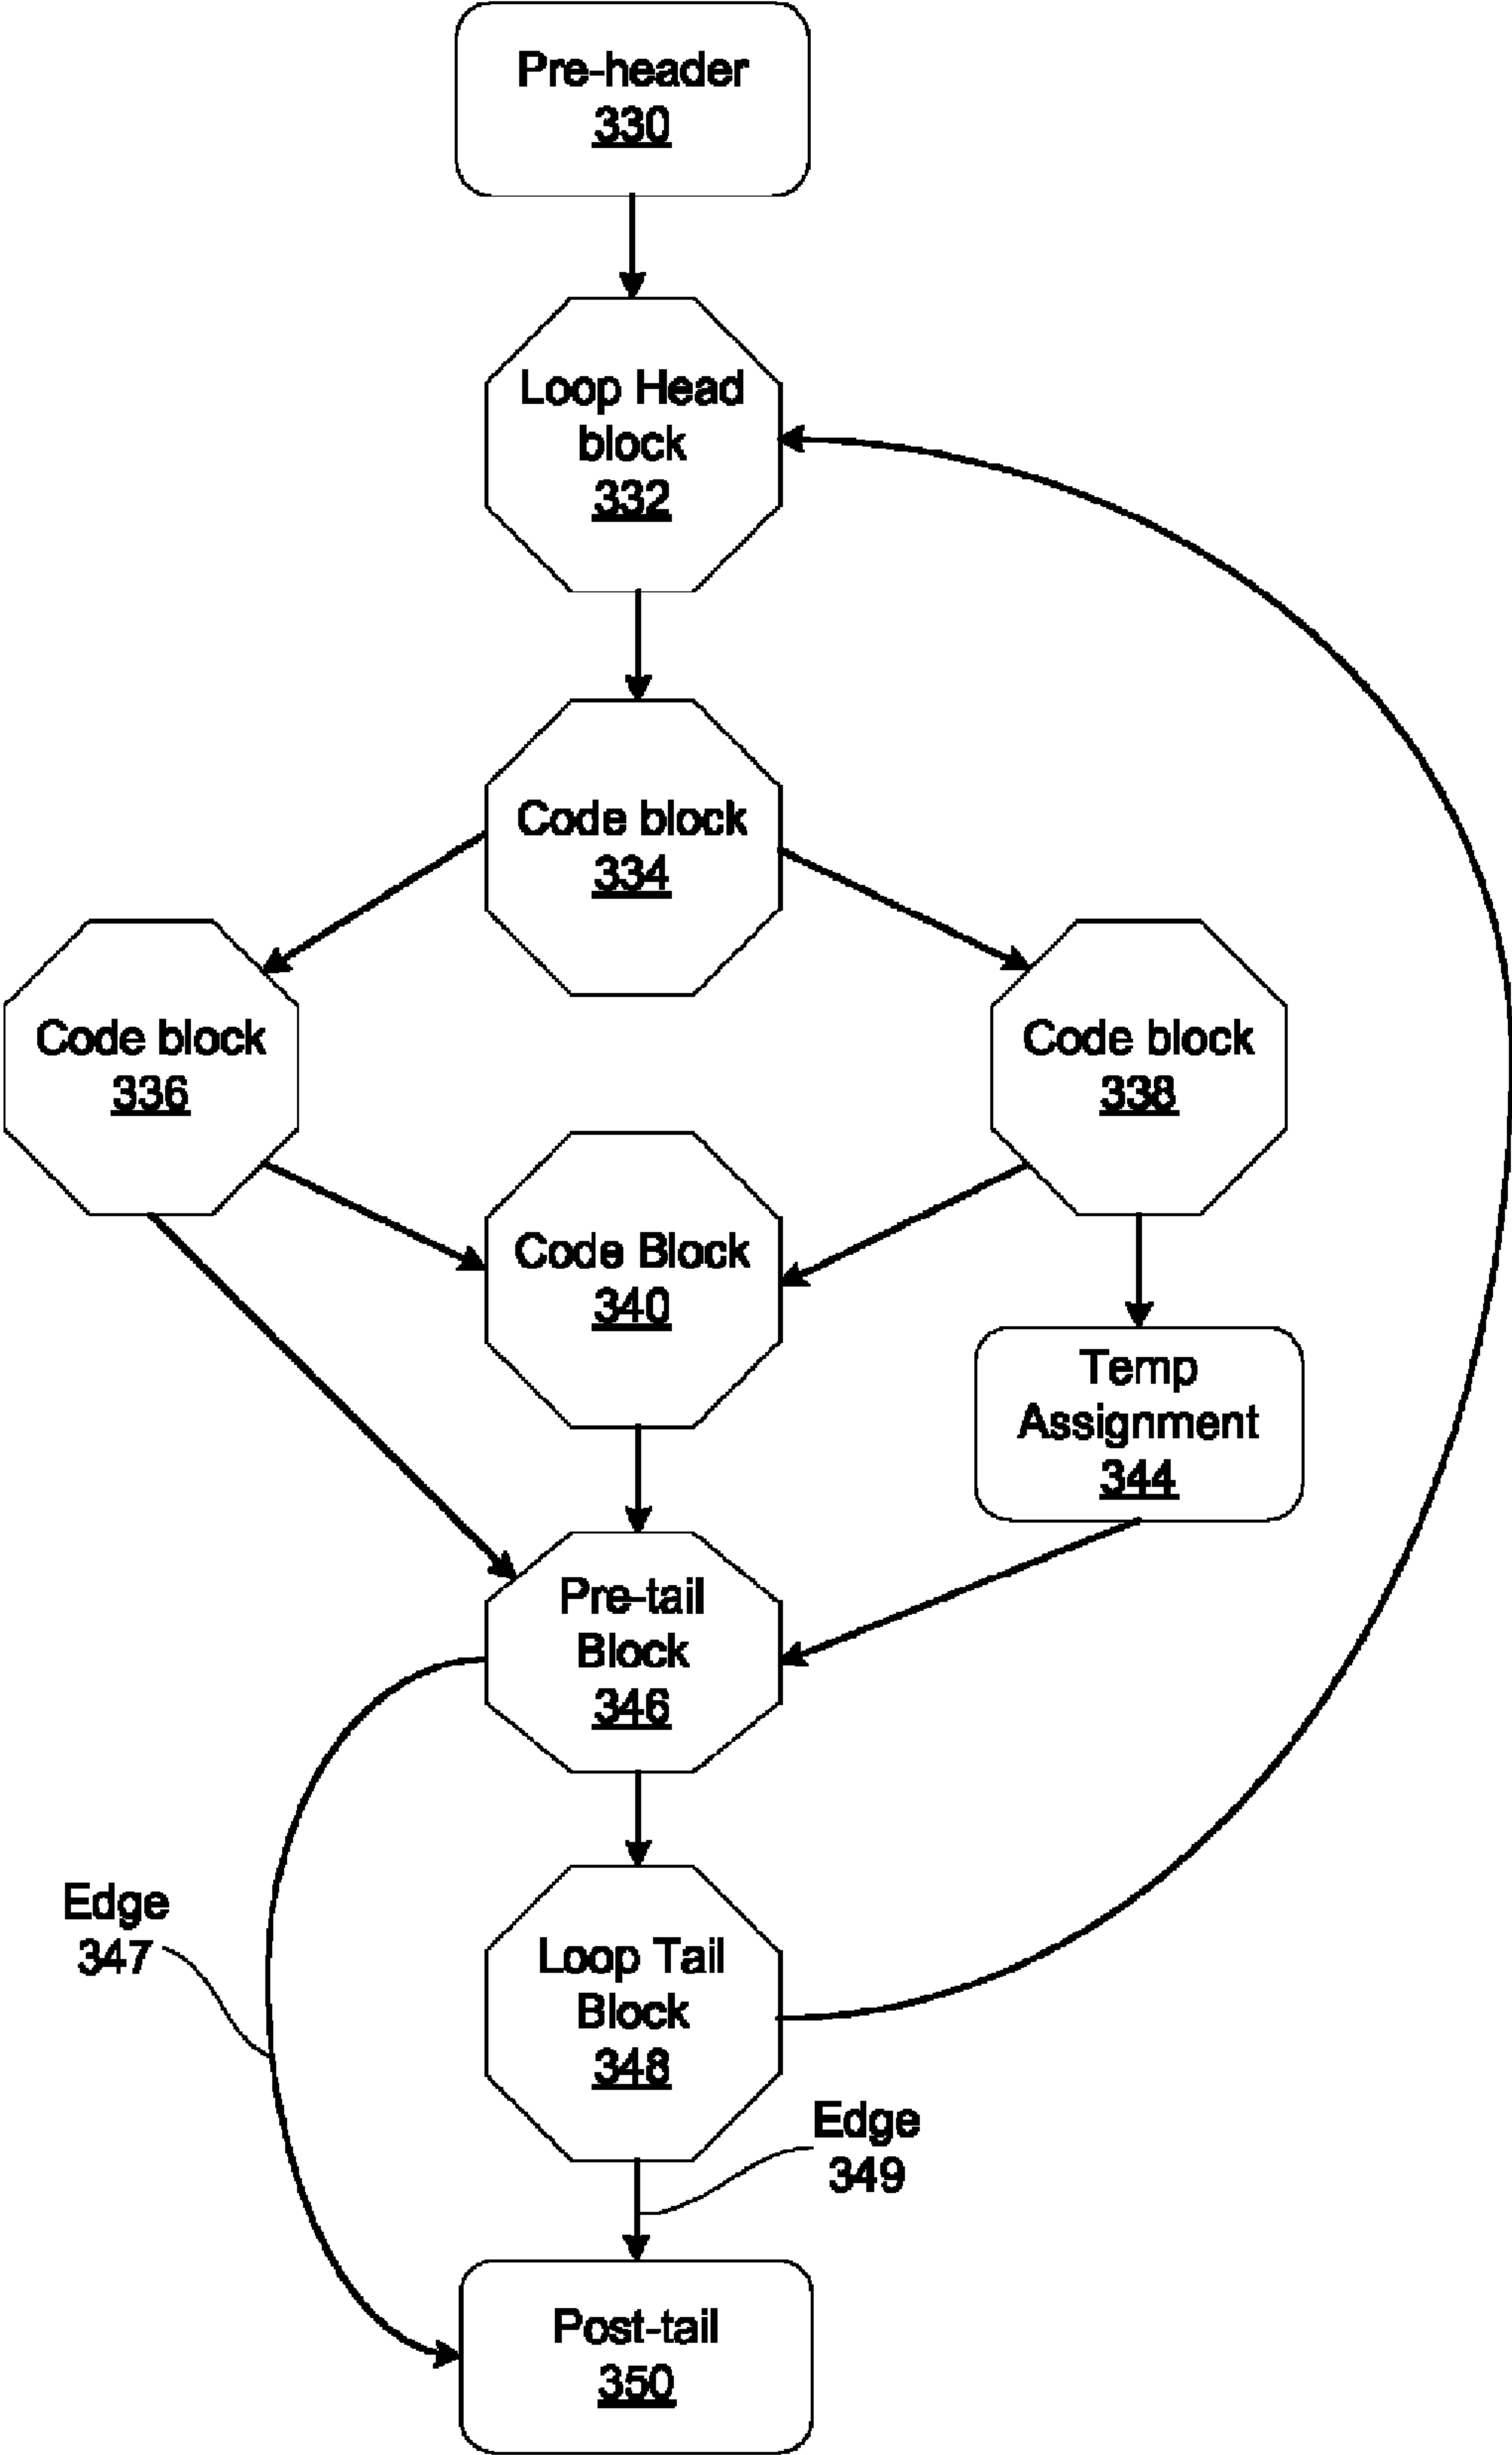 Pre-header
330
Loop Head
block
332
Code block
334
Code block
336
Code block
338
Code Block
340
Temp
Assignment
344
Pre-tail
Block
346
Edge
347
Loop Tail
Block
348
Edge
349
Post-tail
350